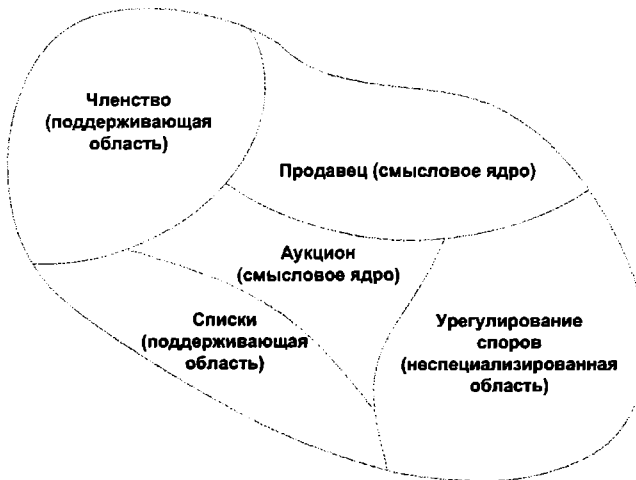 Членство
(поддерживающая
область)
Продавец (смысловое ядро)
Аукцион
(смысловое ядро)
Списки
(поддерживающая
область)
Урегулирование
споров
(неспециализированная
область)